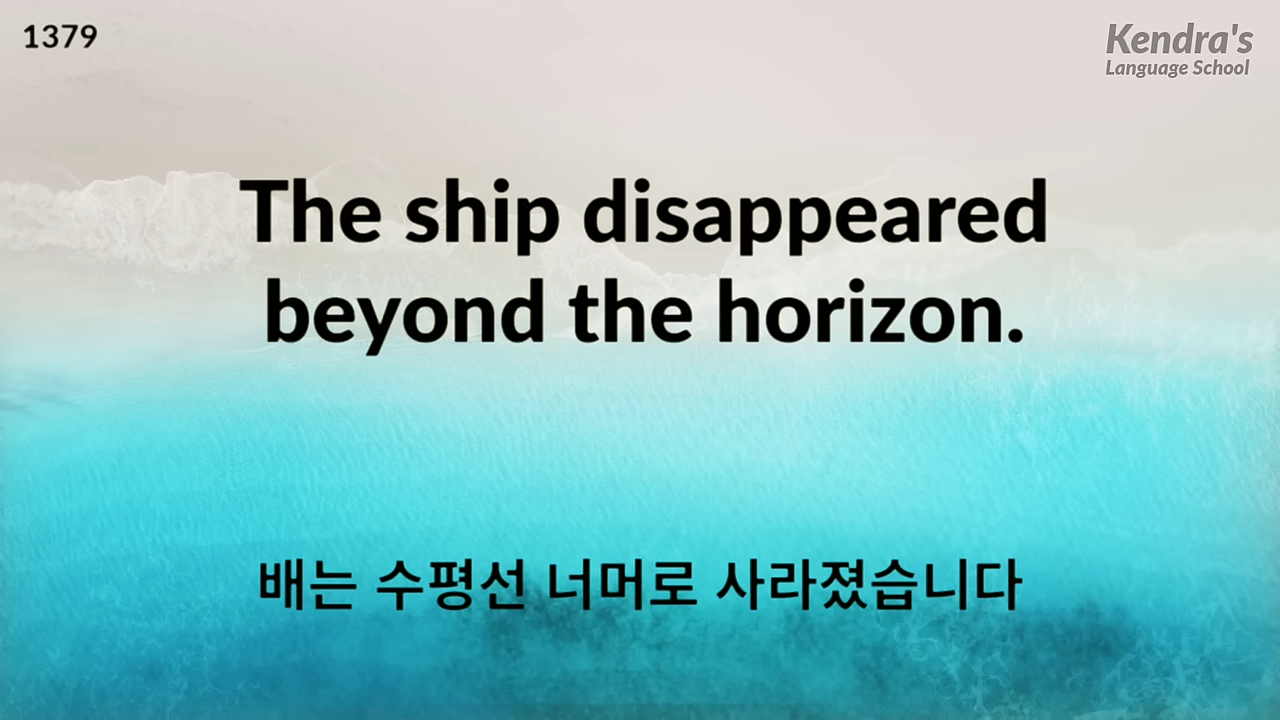 1379
Kendra's
Language School
The ship disappeared
beyond the horizon.
배는 수평선 너머로 사라졌습니다